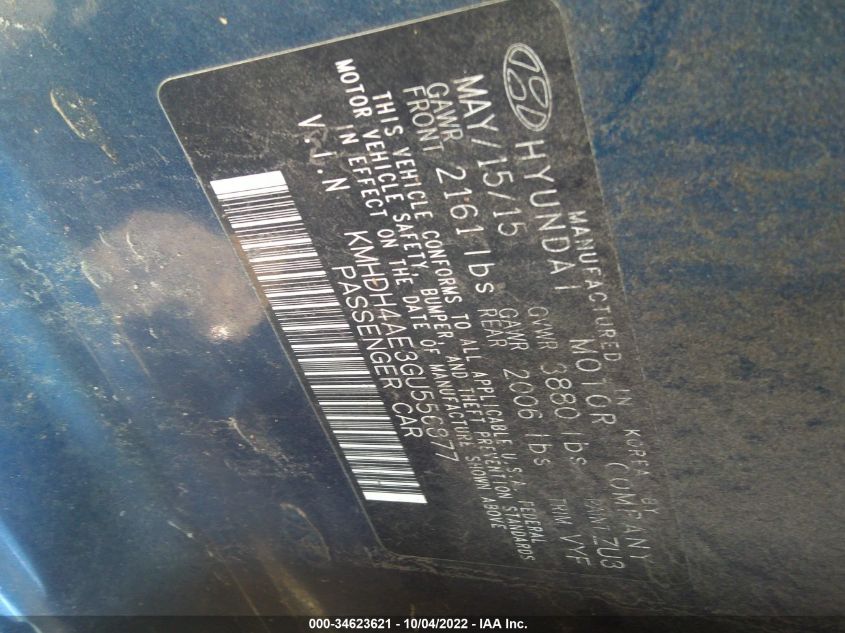 MANUFACTURED IN KOREA BY
HYUNDAI MOTOR COMPANY
MAY/15/15 GVWR 3880 lbs PAINT ZU3
GAWR FRONT 2161 lbs GAWR REAR 2006 lbs TRIM VYF
THIS VEHICLE CONFORMS TO ALL APPLICABLE U.S.A. FEDERAL
MOTOR VEHICLE SAFETY, BUMPER, AND THEFT PREVENTION STANDARDS
IN EFFECT ON THE DATE OF MANUFACTURE SHOWN ABOVE
V.I.N KMHDH4AE3GU556977
PASSENGER CAR
000-34623621 - 10/04/2022 - IAA Inc.